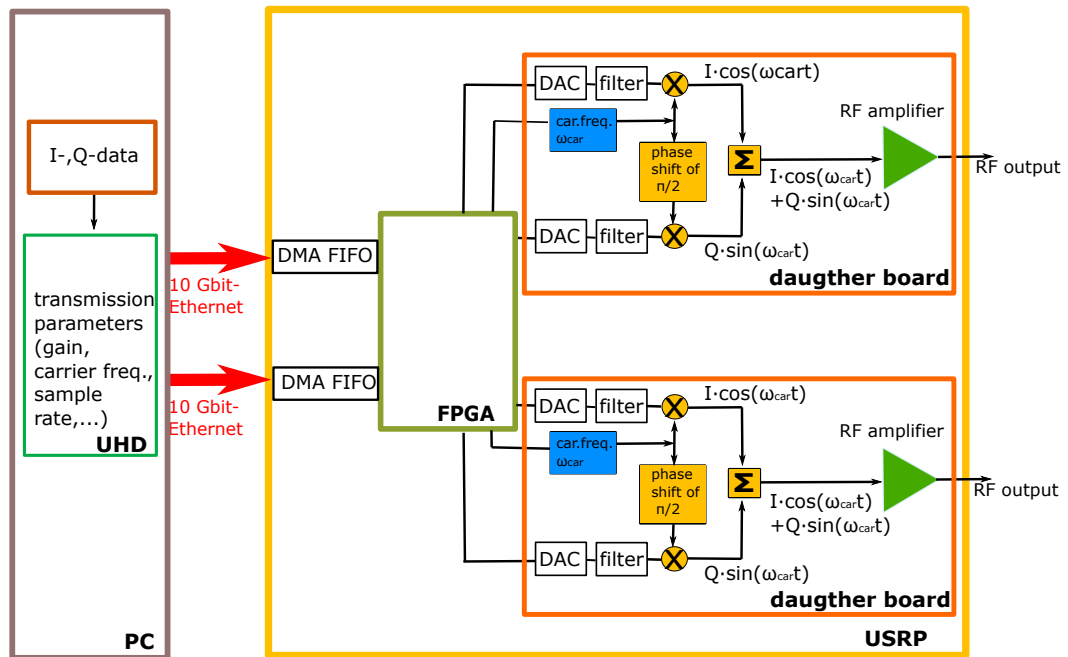 I-,Q-data
transmission
parameters
(gain,
carrier freq.,
sample
rate,...)
UHD
PC
10 Gbit-
Ethernet
10 Gbit-
Ethernet
DMA FIFO
DMA FIFO
FPGA
DAC
filter
X
I·cos(ωcart)
car.freq.
ωcar
phase
shift of
π/2
Σ
RF amplifier
RF output
I·cos(ωcart)
+Q·sin(ωcart)
DAC
filter
X
Q·sin(ωcart)
daugther board
DAC
filter
X
I·cos(ωcart)
car.freq.
ωcar
phase
shift of
π/2
Σ
RF amplifier
RF output
I·cos(ωcart)
+Q·sin(ωcart)
DAC
filter
X
Q·sin(ωcart)
daugther board
USRP